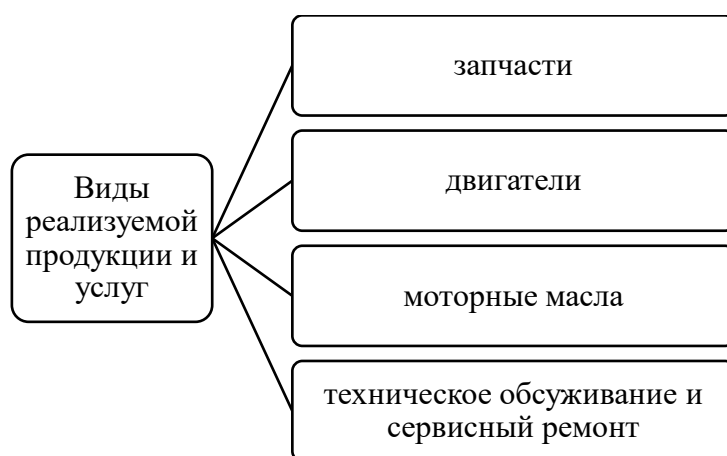 Виды
реализуемой
продукции и
услуг
запчасти
двигатели
моторные масла
техническое обсуживание и
сервисный ремонт